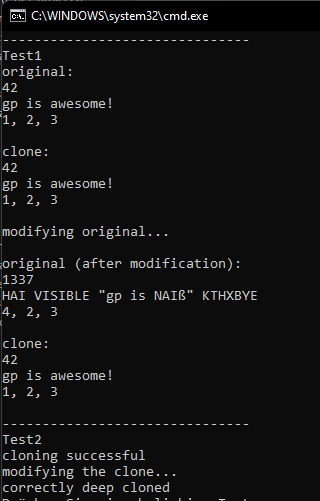 C:\WINDOWS\system32\cmd.exe
-------------------------------
Test1
original:
42
gp is awesome!
1, 2, 3
clone:
42
gp is awesome!
1, 2, 3
modifying original...
original (after modification):
1337
HAI VISIBLE "gp is NAIß" KTHXBYE
4, 2, 3
clone:
42
gp is awesome!
1, 2, 3
-------------------------------
Test2
cloning successful
modifying the clone...
correctly deep cloned